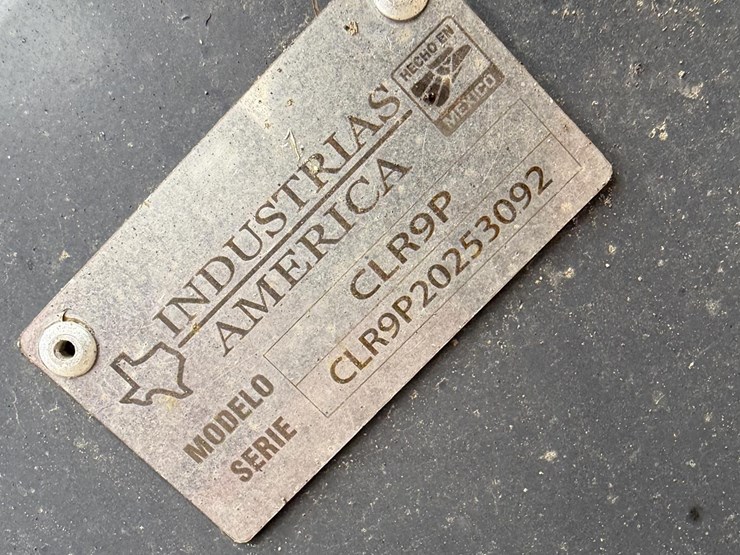 HECHO EN
MEXICO
INDUSTRIAS
AMERICA
MODELO CLR9P
SERIE CLR9P20253092